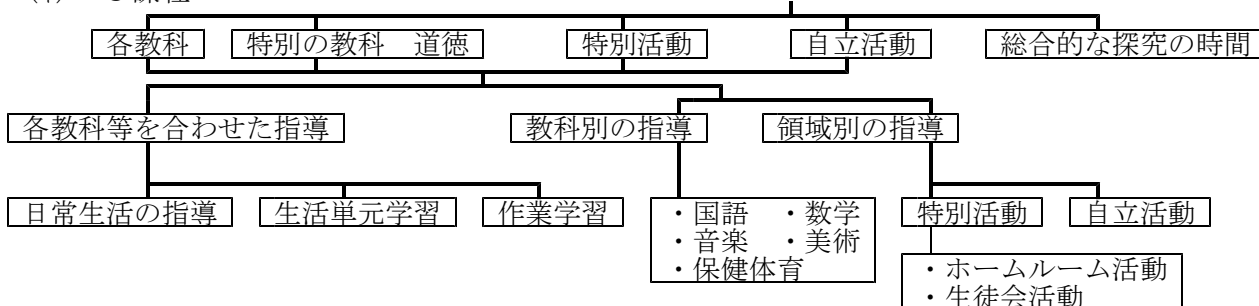 各教科 特別の教科 道徳 特別活動 自立活動 総合的な探究の時間
各教科等を合わせた指導 教科別の指導 領域別の指導
日常生活の指導 生活単元学習 作業学習 ・国語 ・数学 特別活動 自立活動
・音楽 ・美術
・保健体育
・ホームルーム活動
・生徒会活動